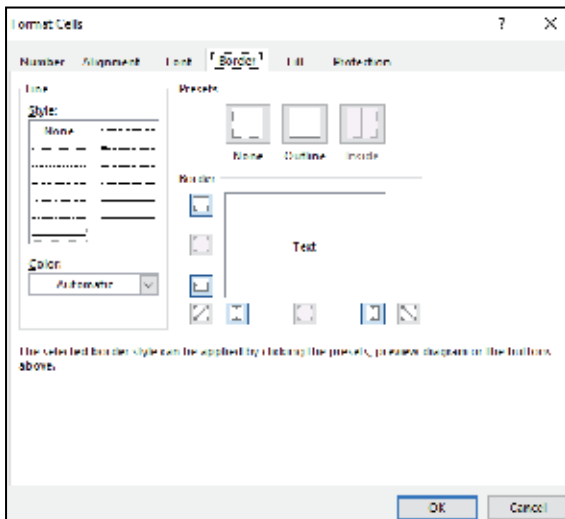 Format Cells ? X
Number Alignment Font Border Fill Protection
Line
Style:
None
Color:
Automatic
Presets
None Outline Inside
Border
Text
The selected border style can be applied by clicking the presets, preview diagram or the buttons
above.
OK Cancel